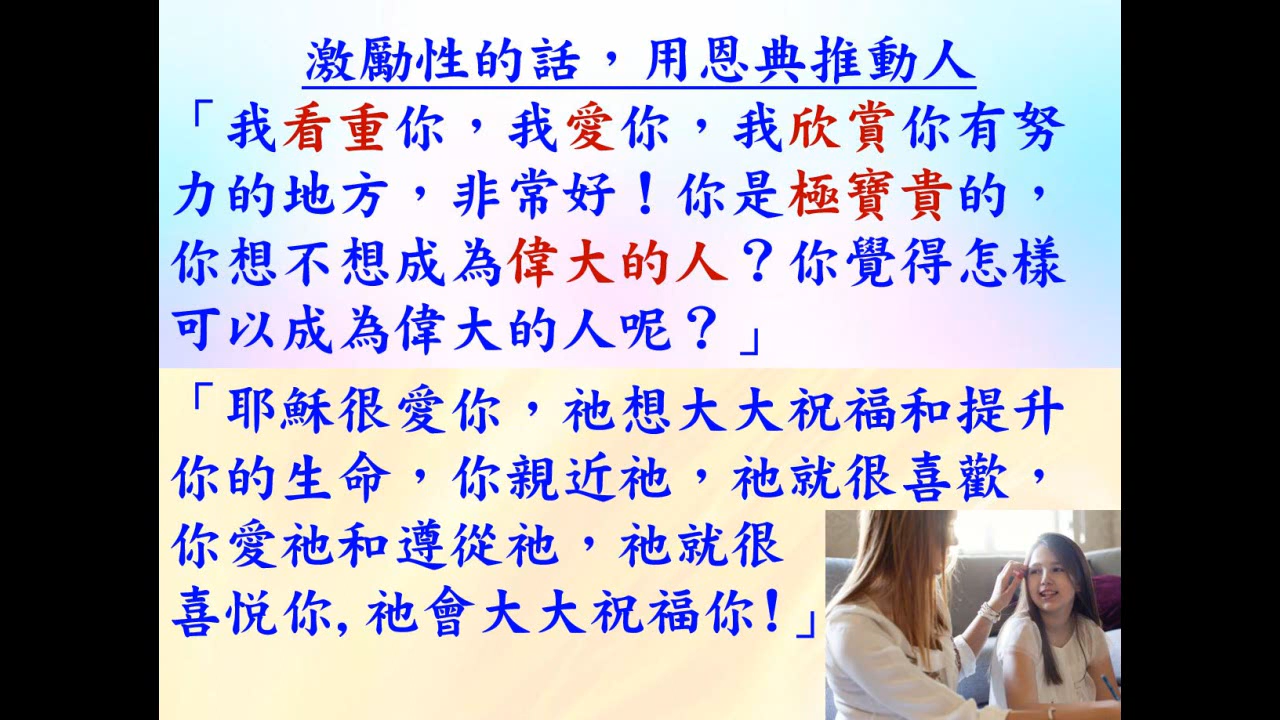 激勵性的話，用恩典推動人
「我看重你，我愛你，我欣賞你有努
力的地方，非常好！你是極寶貴的，
你想不想成為偉大的人？你覺得怎樣
可以成為偉大的人呢？」
「耶穌很愛你，祂想大大祝福和提升
你的生命，你親近祂，祂就很喜歡，
你愛祂和遵從祂，祂就很
喜悅你,祂會大大祝福你!」